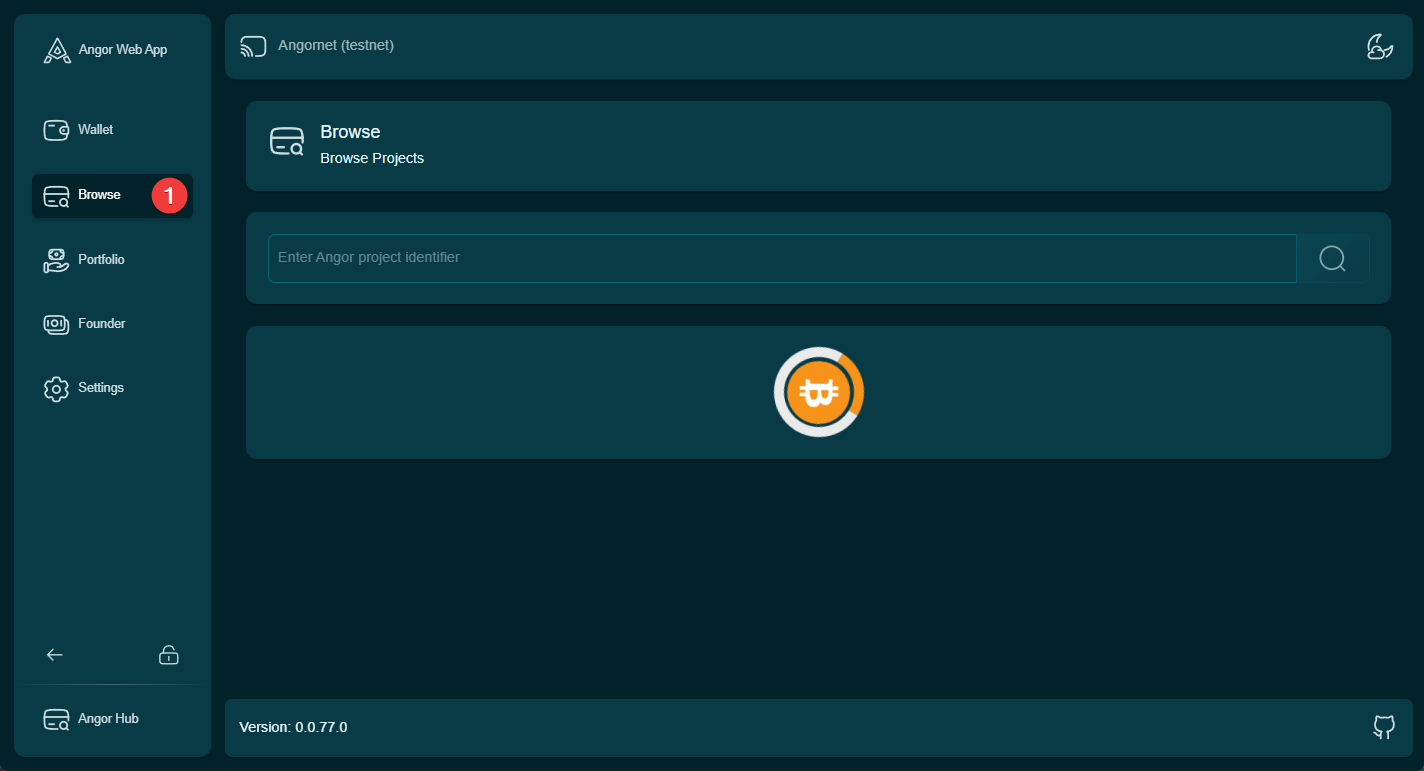 Angor Web App
Wallet
Browse
1
Portfolio
Founder
Settings
Angor Hub
Angornet (testnet)
Browse
Browse Projects
Enter Angor project identifier
Version: 0.0.77.0